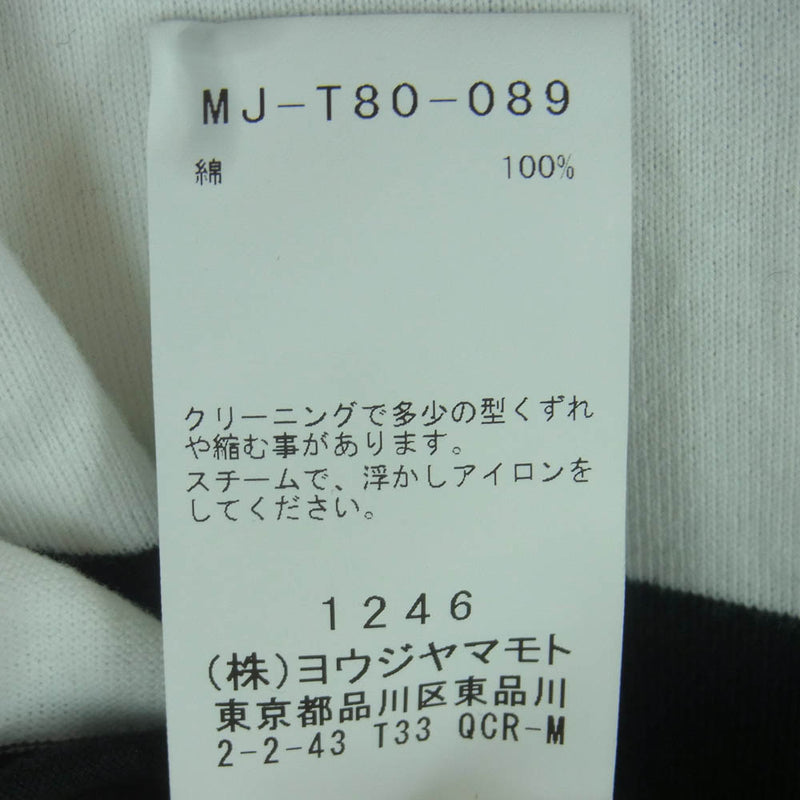 MJ-T80-089
綿 100%
クリーニングで多少の型くずれ
や縮む事があります。
スチームで、浮かしアイロンを
してください。
1246
(株)ヨウジヤマモト
東京都品川区東品川
2-2-43 T33 QCR-M